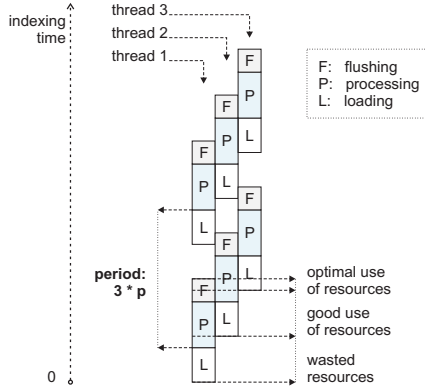 thread 3
indexing
time
thread 2
thread 1
F
P
L
F: flushing
P: processing
L: loading
F
P
L
F
P
L
F
P
L
F
P
L
F
P
L
period:
3 * p
optimal use
of resources
good use
of resources
wasted
resources
0